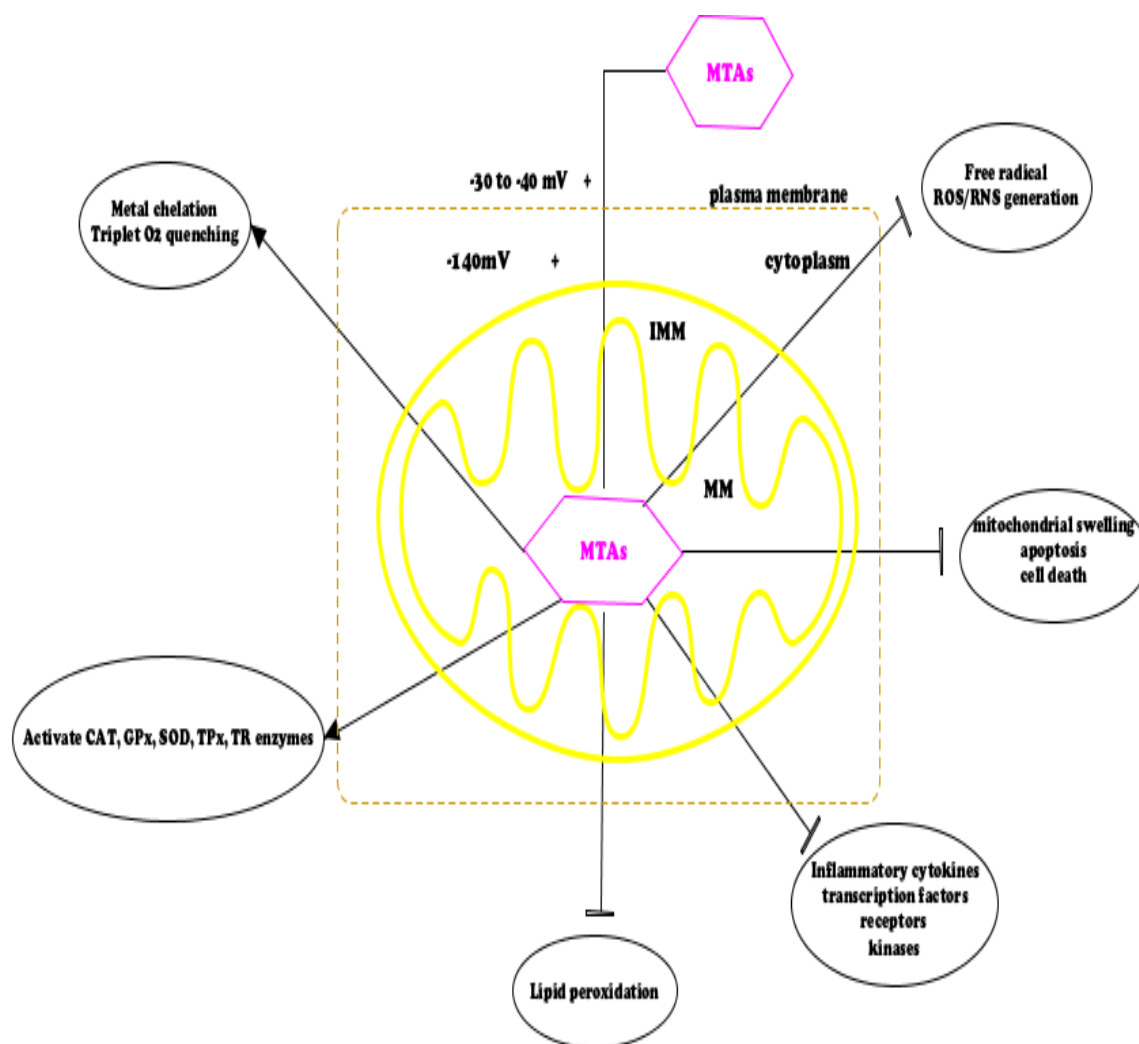 MTAs
-30 to -40 mV +
plasma membrane
Free radical
ROS/RNS generation
Metal chelation
Triplet O2 quenching
-140mV +
cytoplasm
IMM
MM
MTAs
mitochondrial swelling
apoptosis
cell death
Activate CAT, GPx, SOD, TPx, TR enzymes
Inflammatory cytokines
transcription factors
receptors
kinases
Lipid peroxidation